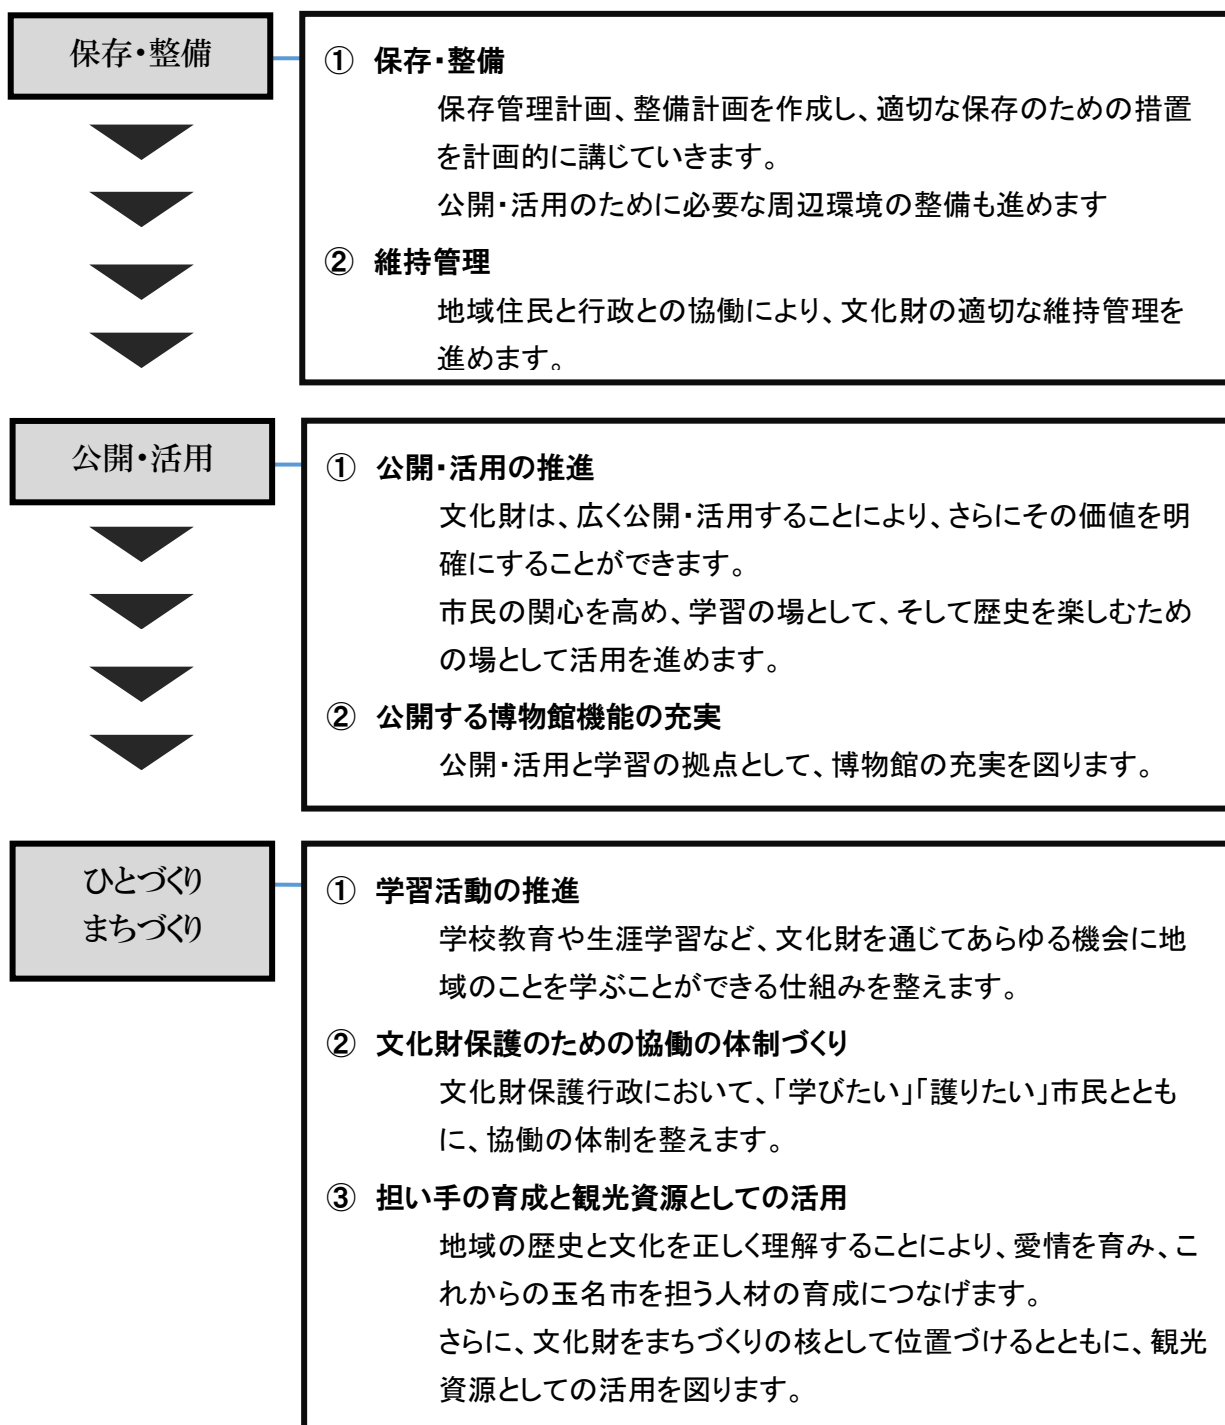 保存・整備
① 保存・整備
保存管理計画、整備計画を作成し、適切な保存のための措置
を計画的に講じていきます。
公開・活用のために必要な周辺環境の整備も進めます
② 維持管理
地域住民と行政との協働により、文化財の適切な維持管理を
進めます。
公開・活用
① 公開・活用の推進
文化財は、広く公開・活用することにより、さらにその価値を明
確にすることができます。
市民の関心を高め、学習の場として、そして歴史を楽しむため
の場として活用を進めます。
② 公開する博物館機能の充実
公開・活用と学習の拠点として、博物館の充実を図ります。
ひとづくり
まちづくり
① 学習活動の推進
学校教育や生涯学習など、文化財を通じてあらゆる機会に地
域のことを学ぶことができる仕組みを整えます。
② 文化財保護のための協働の体制づくり
文化財保護行政において、「学びたい」「護りたい」市民ととも
に、協働の体制を整えます。
③ 担い手の育成と観光資源としての活用
地域の歴史と文化を正しく理解することにより、愛情を育み、こ
れからの玉名市を担う人材の育成につなげます。
さらに、文化財をまちづくりの核として位置づけるとともに、観光
資源としての活用を図ります。